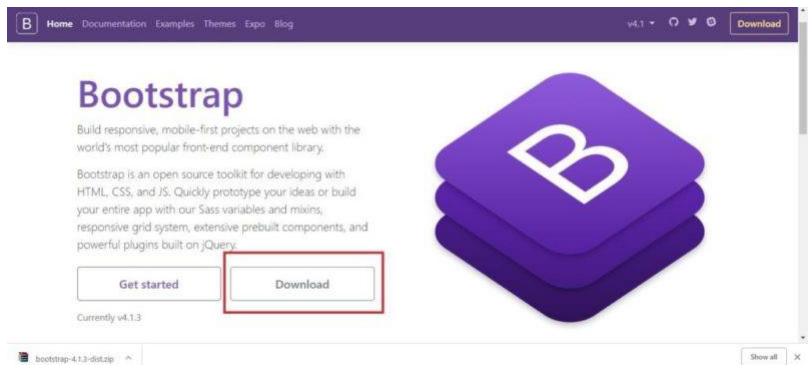 B Home Documentation Examples Themes Expo Blog v4.1 Download
Bootstrap
Build responsive, mobile-first projects on the web with the
world's most popular front-end component library.
Bootstrap is an open source toolkit for developing with
HTML, CSS, and JS. Quickly prototype your ideas or build
your entire app with our Sass variables and mixins,
responsive grid system, extensive prebuilt components, and
powerful plugins built on jQuery.
Get started Download
Currently v4.1.3
B
bootstrap-4.1.3-dist.zip Show all